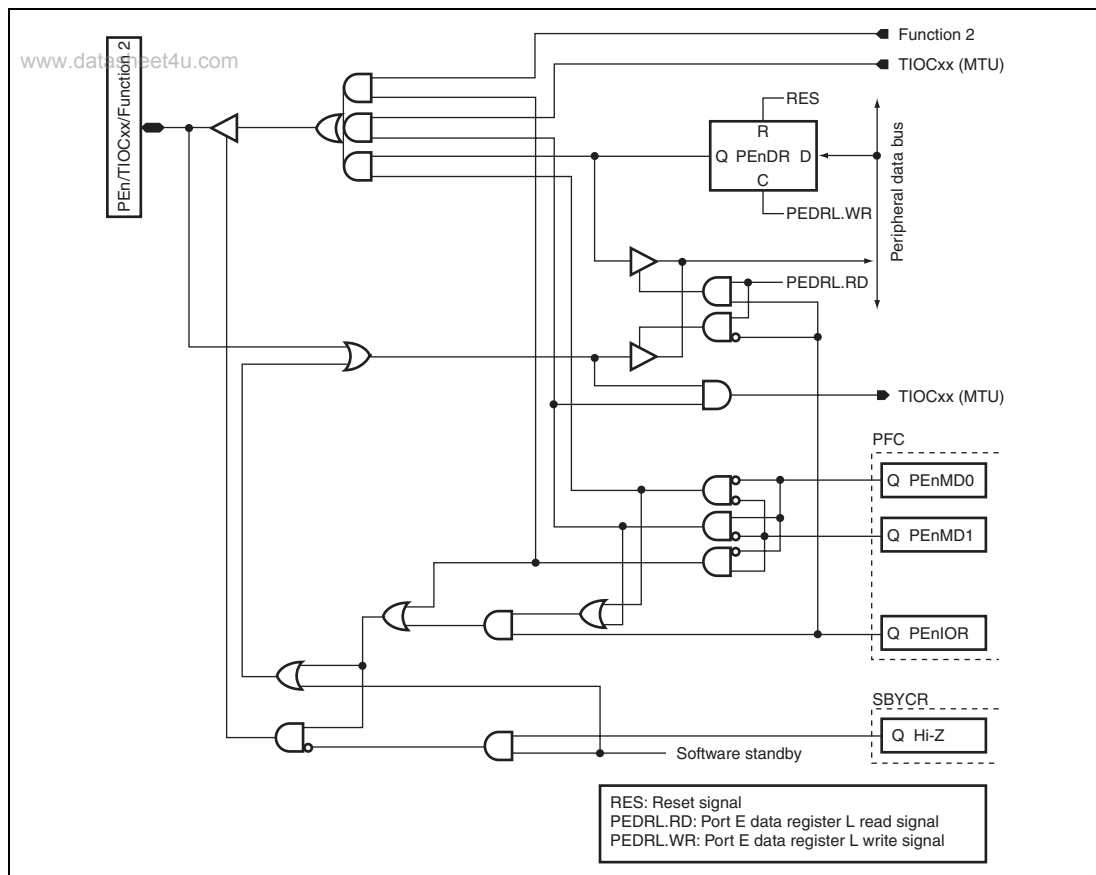 Function 2
www.datasheet4u.com
TIOCxx (MTU)
PEn/TIOCxx/Function 2
RES
R
Q PEnDR D
C
PEDRL.WR
Peripheral data bus
PEDRL.RD
TIOCxx (MTU)
PFC
Q PEnMD0
Q PEnMD1
Q PEnIOR
SBYCR
Q Hi-Z
Software standby
RES: Reset signal
PEDRL.RD: Port E data register L read signal
PEDRL.WR: Port E data register L write signal